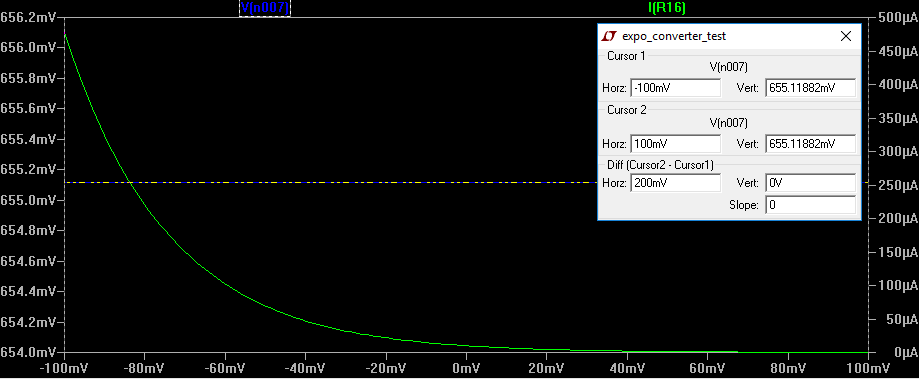 V(n007) I(R16)
656.2mV 500µA
656.0mV 450µA
655.8mV 400µA
655.6mV 350µA
655.4mV 300µA
655.2mV 250µA
655.0mV 200µA
654.8mV 150µA
654.6mV 100µA
654.4mV 50µA
654.2mV 0µA
654.0mV
-100mV -80mV -60mV -40mV -20mV 0mV 20mV 40mV 60mV 80mV 100mV
expo_converter_test
Cursor 1
V(n007)
Horz: -100mV Vert: 655.11882mV
Cursor 2
V(n007)
Horz: 100mV Vert: 655.11882mV
Diff (Cursor2 - Cursor1)
Horz: 200mV Vert: 0V
Slope: 0